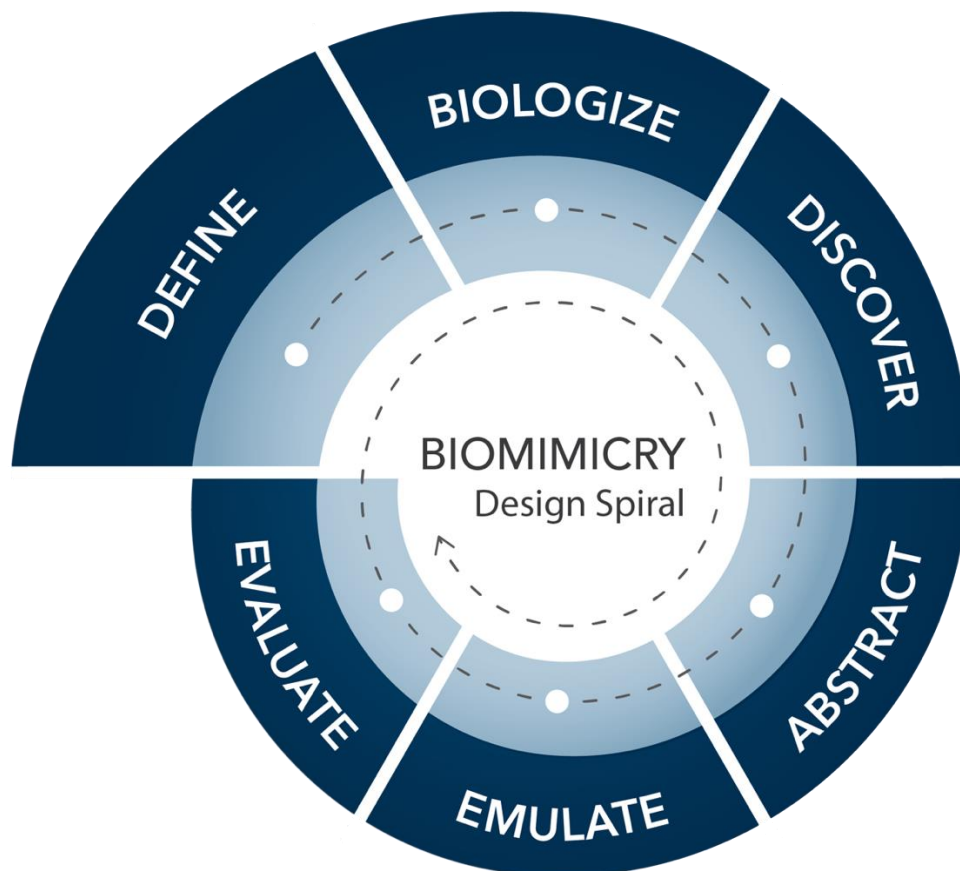 DEFINE
BIOLOGIZE
DISCOVER
ABSTRACT
EMULATE
EVALUATE
BIOMIMICRY
Design Spiral